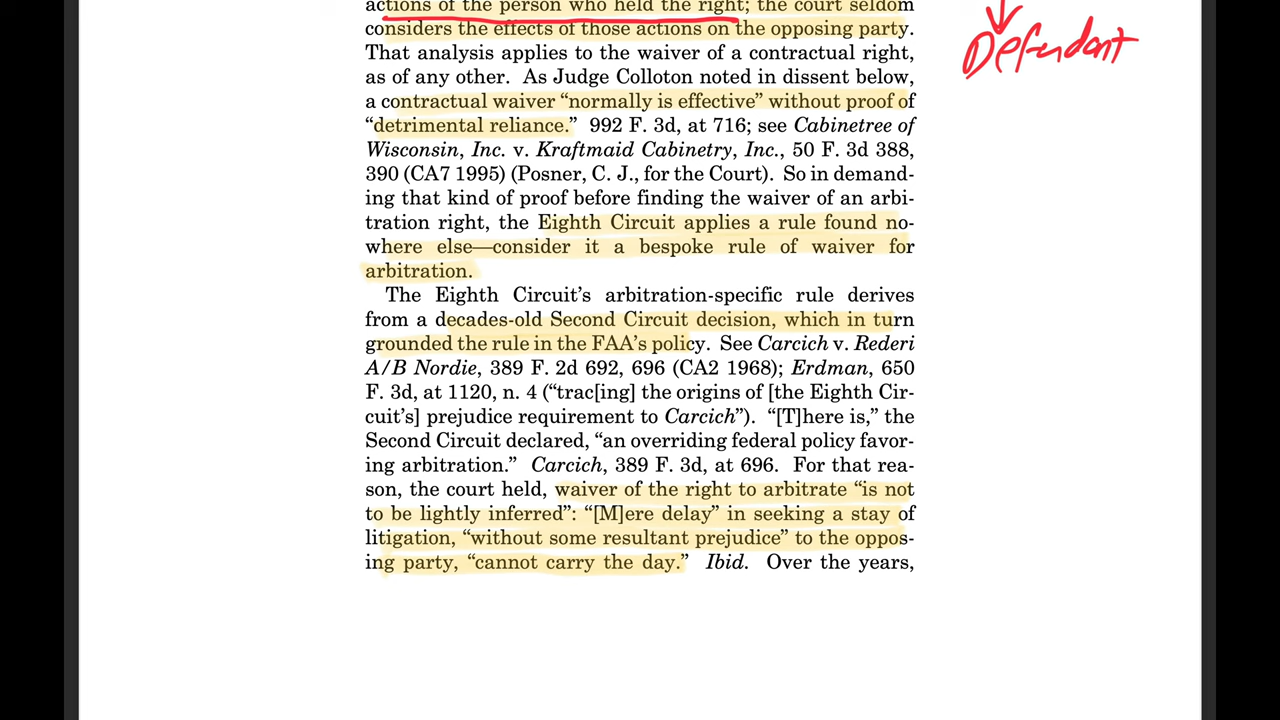 actions of the person who held the right; the court seldom
considers the effects of those actions on the opposing party.
That analysis applies to the waiver of a contractual right,
as of any other. As Judge Colloton noted in dissent below,
a contractual waiver “normally is effective” without proof of
“detrimental reliance.” 992 F. 3d, at 716; see Cabinetree of
Wisconsin, Inc. v. Kraftmaid Cabinetry, Inc., 50 F. 3d 388,
390 (CA7 1995) (Posner, C. J., for the Court). So in demand-
ing that kind of proof before finding the waiver of an arbi-
tration right, the Eighth Circuit applies a rule found no-
where else—consider it a bespoke rule of waiver for
arbitration.
The Eighth Circuit’s arbitration-specific rule derives
from a decades-old Second Circuit decision, which in turn
grounded the rule in the FAA’s policy. See Carcich v. Rederi
A/B Nordie, 389 F. 2d 692, 696 (CA2 1968); Erdman, 650
F. 3d, at 1120, n. 4 (“trac[ing] the origins of [the Eighth Cir-
cuit’s] prejudice requirement to Carcich”). “[T]here is,” the
Second Circuit declared, “an overriding federal policy favor-
ing arbitration.” Carcich, 389 F. 3d, at 696. For that rea-
son, the court held, waiver of the right to arbitrate “is not
to be lightly inferred”: “[M]ere delay” in seeking a stay of
litigation, “without some resultant prejudice” to the oppos-
ing party, “cannot carry the day.” Ibid. Over the years,
Defendant